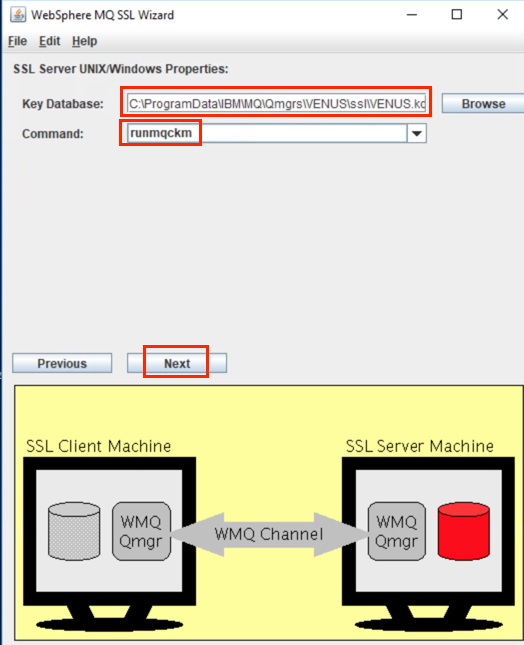 WebSphere MQ SSL Wizard
File Edit Help
SSL Server UNIX/Windows Properties:
Key Database: C:\ProgramData\IBM\MQ\Qmgrs\VENUS\ssl\VENUS.kd Browse
Command: runmqckm
Previous Next
SSL Client Machine SSL Server Machine
WMQ Qmgr
WMQ Channel
WMQ Qmgr